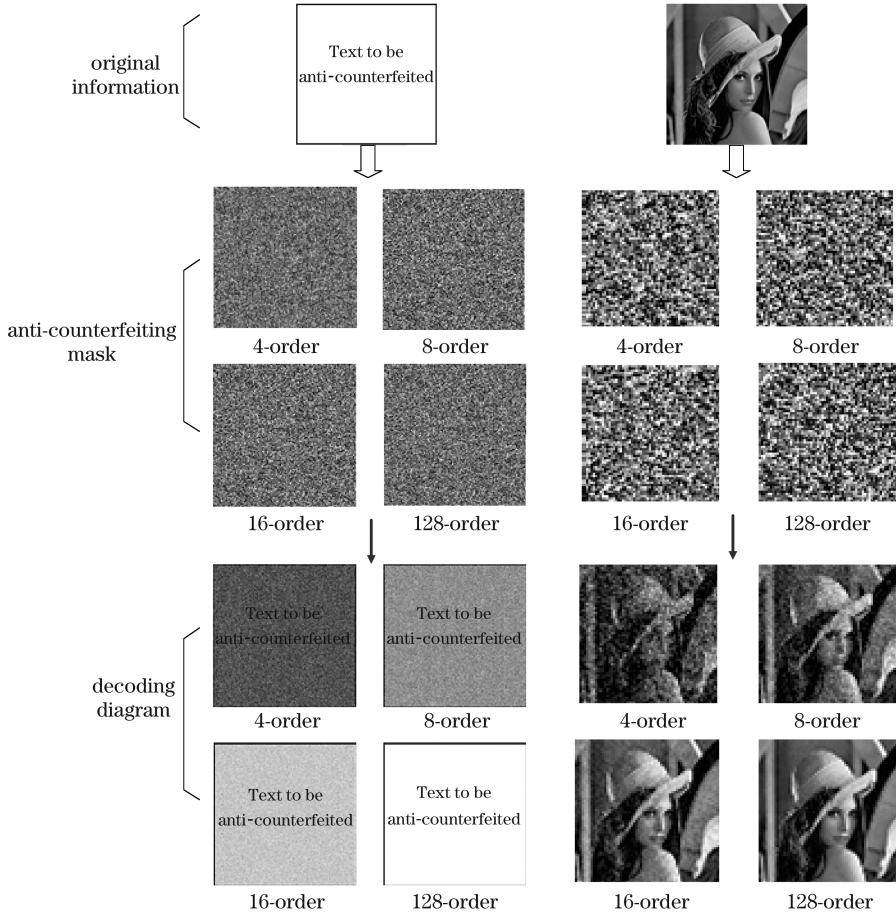 original
information
Text to be
anti-counterfeited
4-order
8-order
4-order
8-order
anti-counterfeiting
mask
16-order
128-order
16-order
128-order
Text to be
anti-counterfeited
Text to be
anti-counterfeited
decoding
diagram
4-order
8-order
4-order
8-order
Text to be
anti-counterfeited
Text to be
anti-counterfeited
16-order
128-order
16-order
128-order